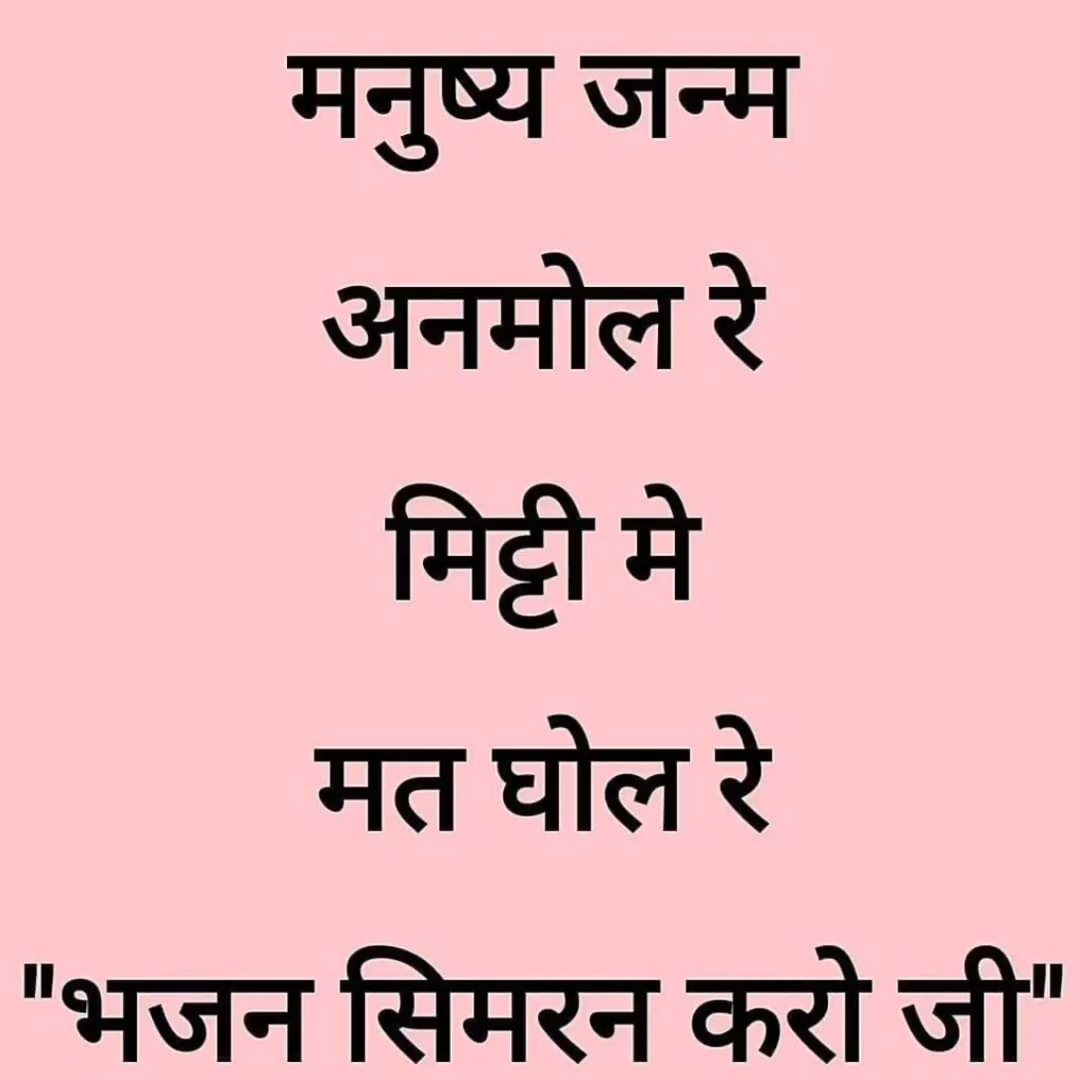 मनुष्य जन्म
अनमोल रे
मिट्टी मे
मत घोल रे
"भजन सिमरन करो जी"